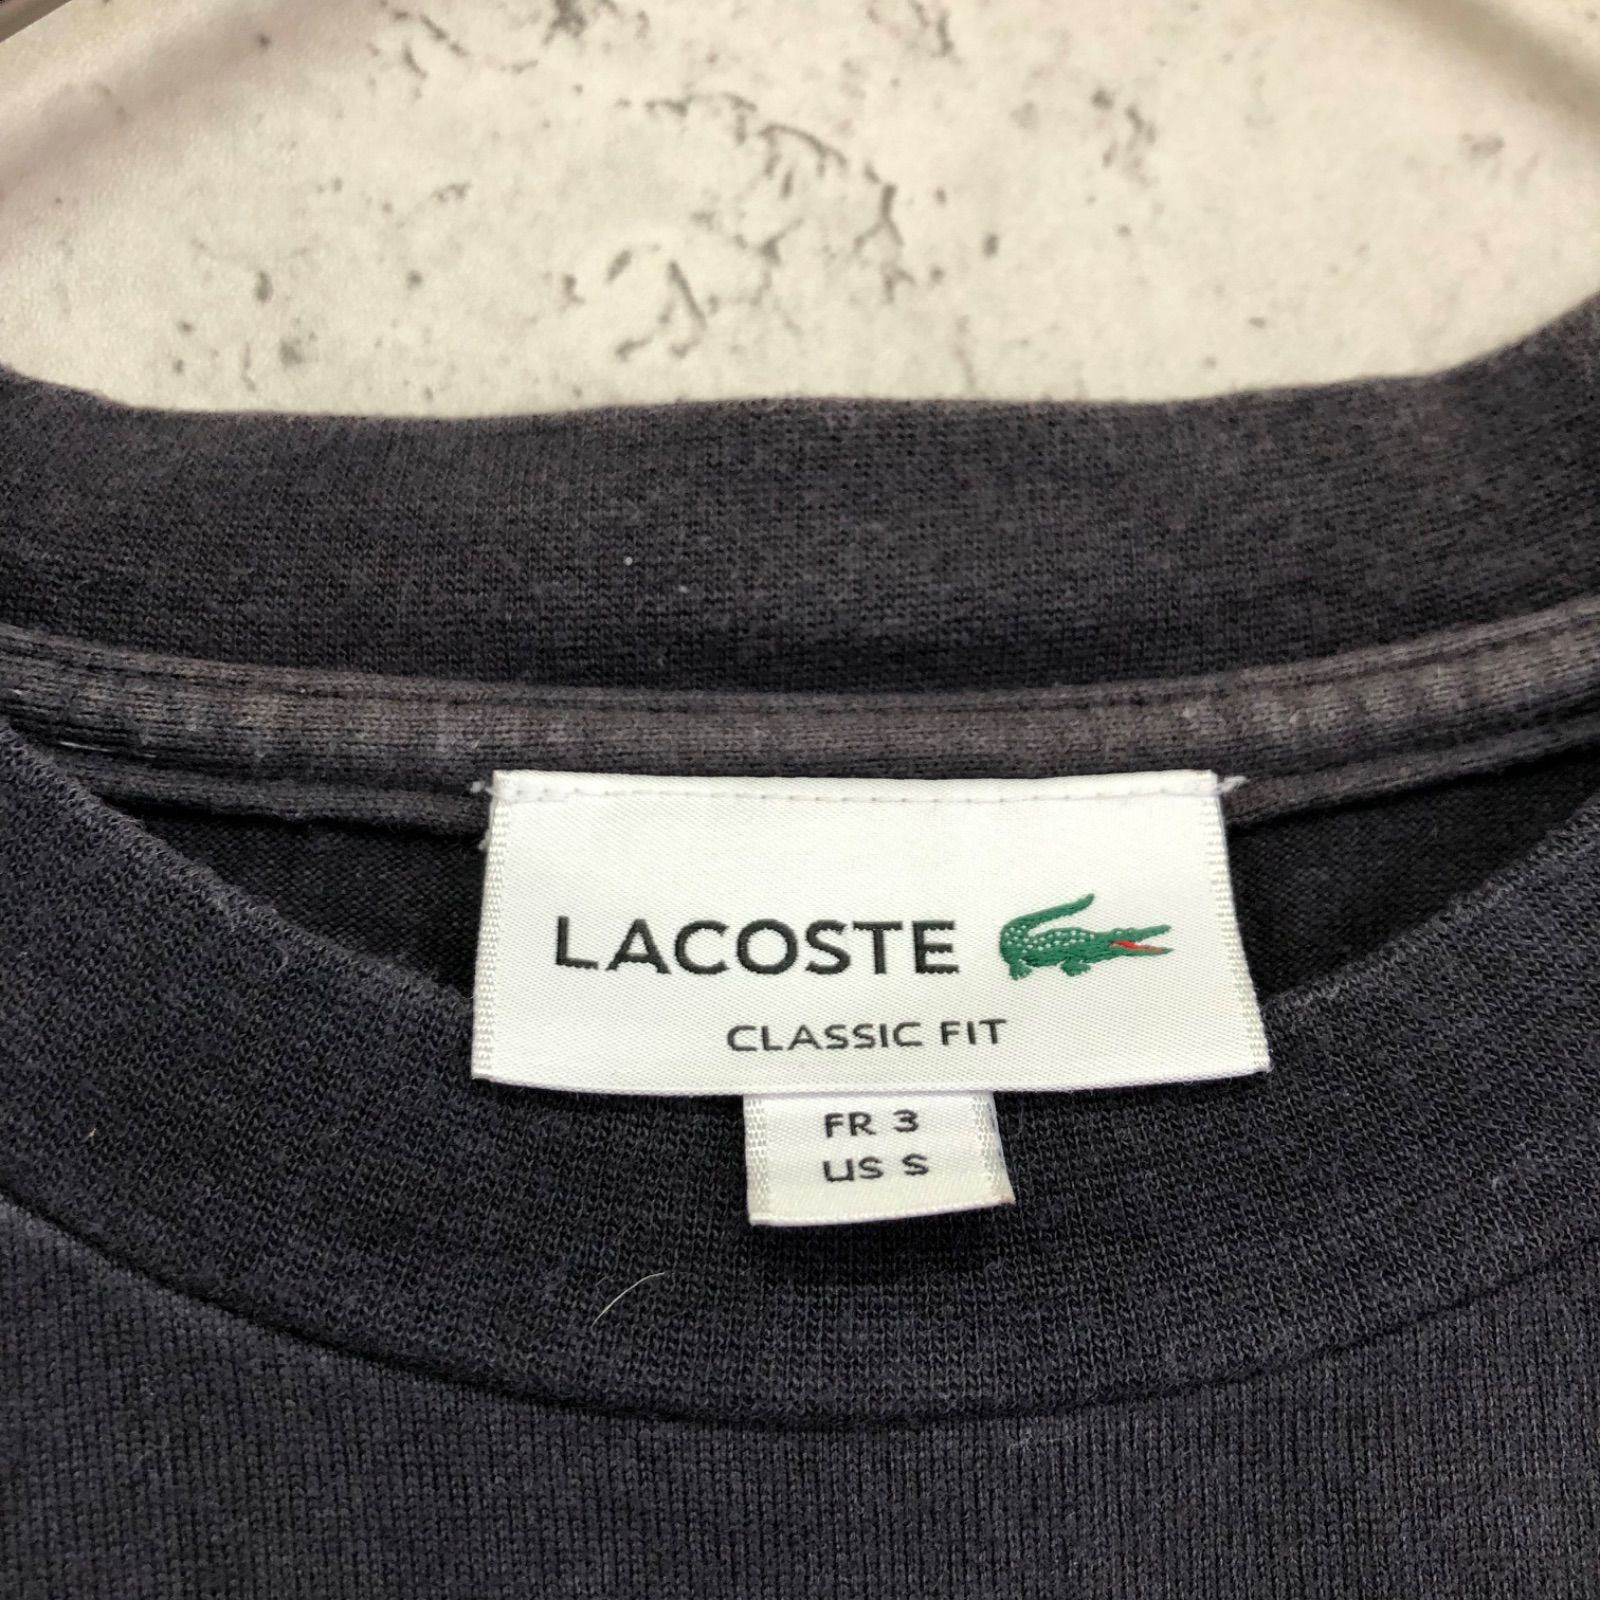 LACOSTE
CLASSIC FIT
FR 3
US S